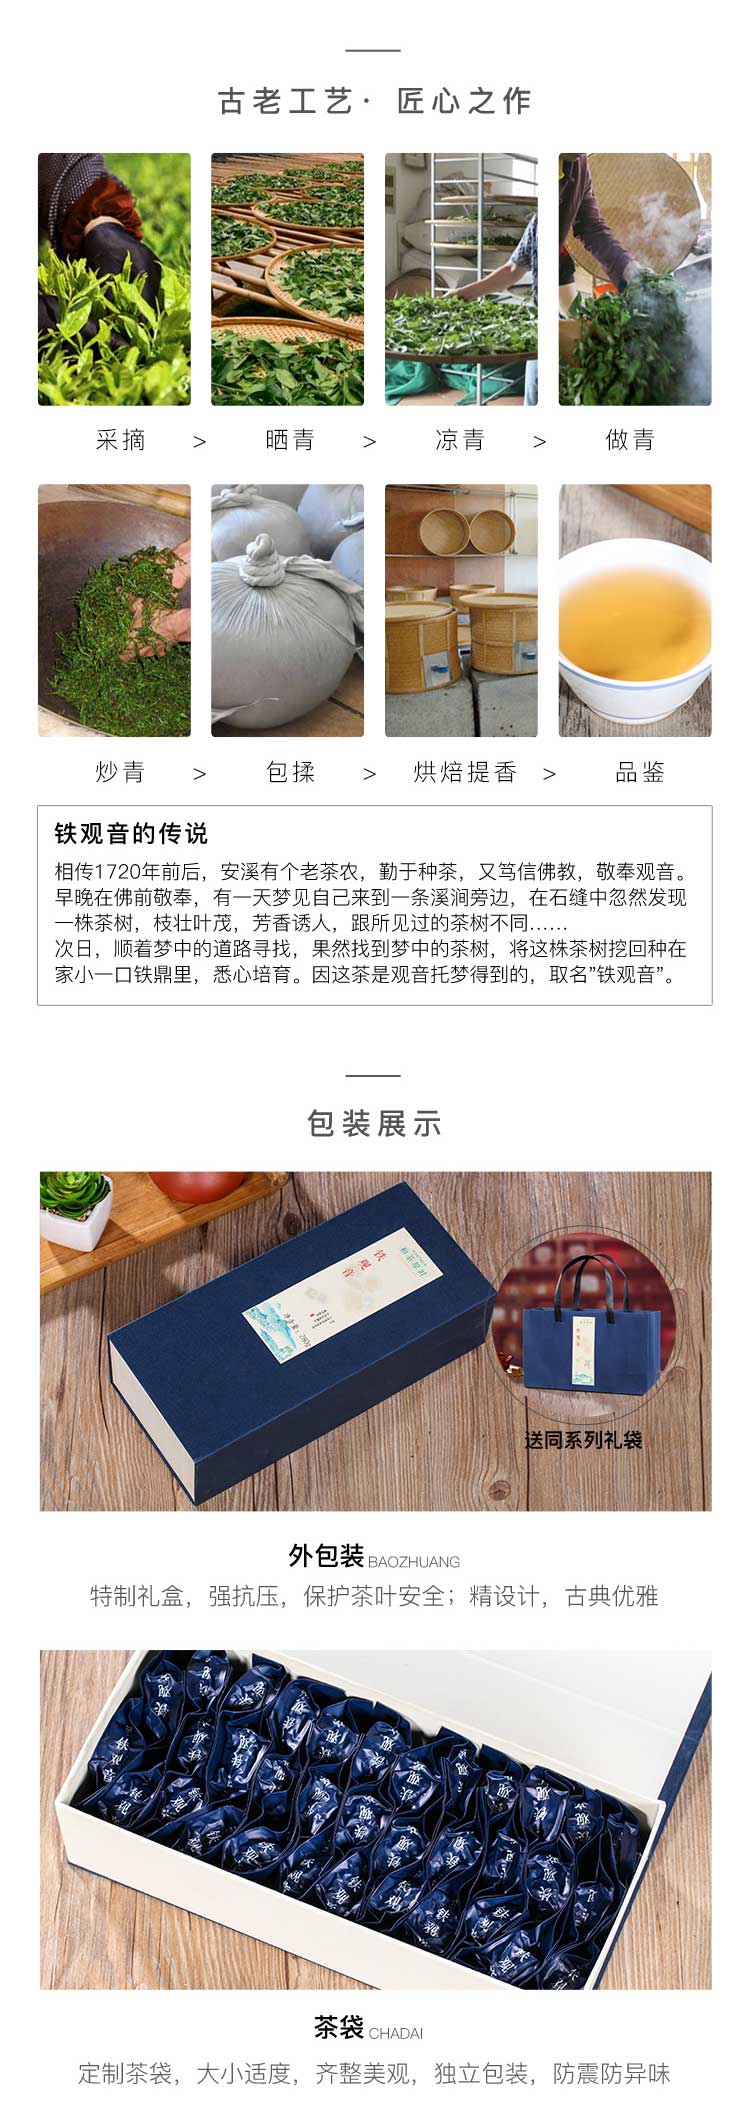 古老工艺· 匠心之作
采摘 > 晒青 > 凉青 > 做青
炒青 > 包揉 > 烘焙提香 > 品鉴
铁观音的传说
相传1720年前后，安溪有个老茶农，勤于种茶，又笃信佛教，敬奉观音。
早晚在佛前敬奉，有一天梦见自己来到一条溪涧旁边，在石缝中忽然发现
一株茶树，枝壮叶茂，芳香诱人，跟所见过的茶树不同……
次日，顺着梦中的道路寻找，果然找到梦中的茶树，将这株茶树挖回种在
家小一口铁鼎里，悉心培育。因这茶是观音托梦得到的，取名”铁观音”。
包装展示
铁观音
净含量：250g
送同系列礼袋
外包装 BAOZHUANG
特制礼盒，强抗压，保护茶叶安全；精设计，古典优雅
茶袋 CHADAI
定制茶袋，大小适度，齐整美观，独立包装，防震防异味